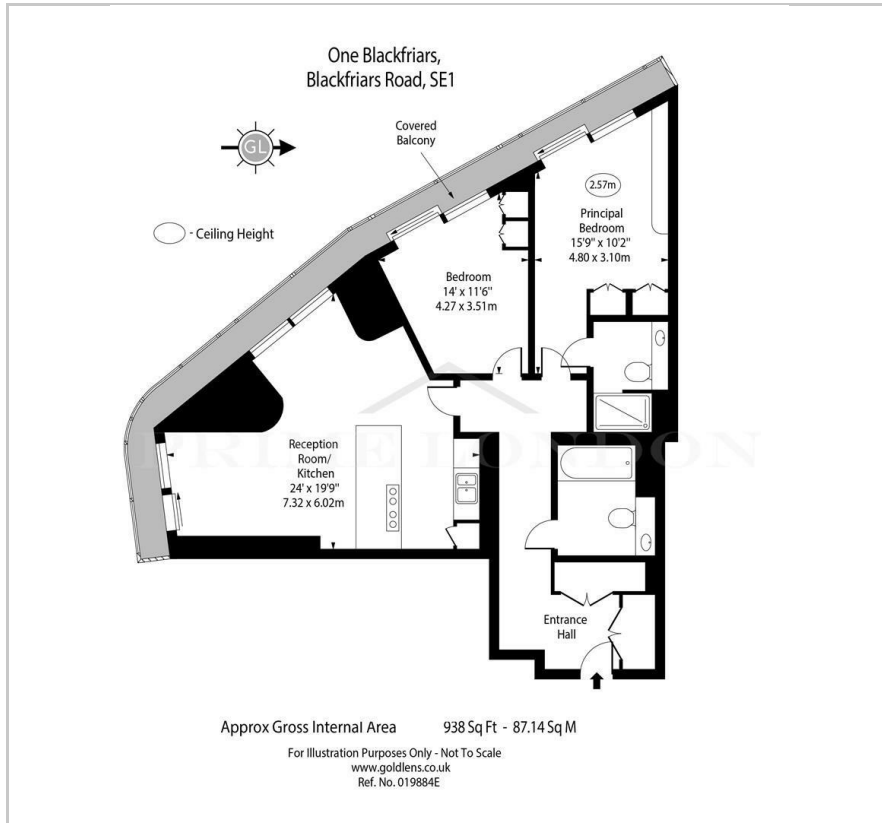 One Blackfriars,
Blackfriars Road, SE1
GL
Covered
Balcony
- Ceiling Height
2.57m
Principal
Bedroom
15'9" x 10'2"
4.80 x 3.10m
Bedroom
14' x 11'6"
4.27 x 3.51m
PRIME LONDON
Reception
Room/
Kitchen
24' x 19'9"
7.32 x 6.02m
Entrance
Hall
Approx Gross Internal Area 938 Sq Ft - 87.14 Sq M
For Illustration Purposes Only - Not To Scale
www.goldlens.co.uk
Ref. No. 019884E